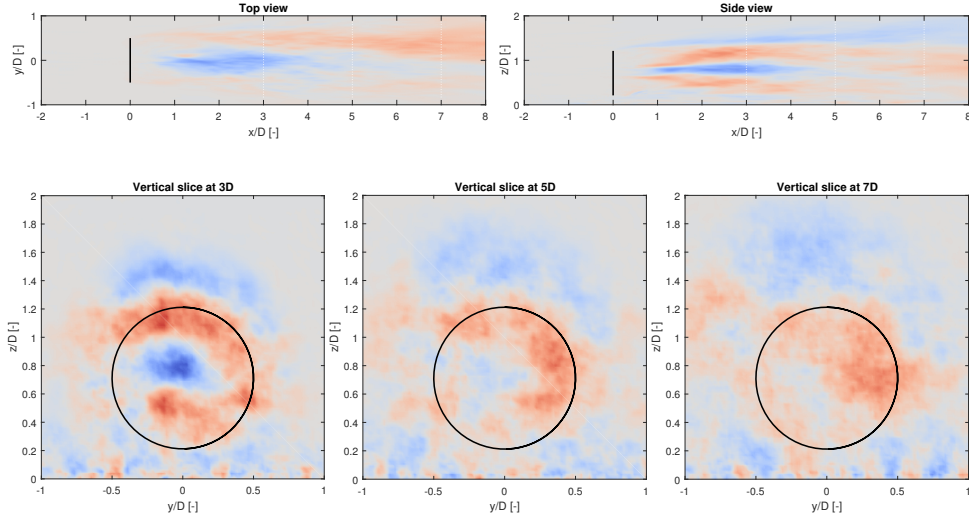 Top view
1
0
-1
y/D [-]
-2 -1 0 1 2 3 4 5 6 7 8
x/D [-]
Side view
2
1
0
z/D [-]
-2 -1 0 1 2 3 4 5 6 7 8
x/D [-]
Vertical slice at 3D
2
1.8
1.6
1.4
1.2
1
0.8
0.6
0.4
0.2
0
z/D [-]
-1 -0.5 0 0.5 1
y/D [-]
Vertical slice at 5D
2
1.8
1.6
1.4
1.2
1
0.8
0.6
0.4
0.2
0
z/D [-]
-1 -0.5 0 0.5 1
y/D [-]
Vertical slice at 7D
2
1.8
1.6
1.4
1.2
1
0.8
0.6
0.4
0.2
0
z/D [-]
-1 -0.5 0 0.5 1
y/D [-]